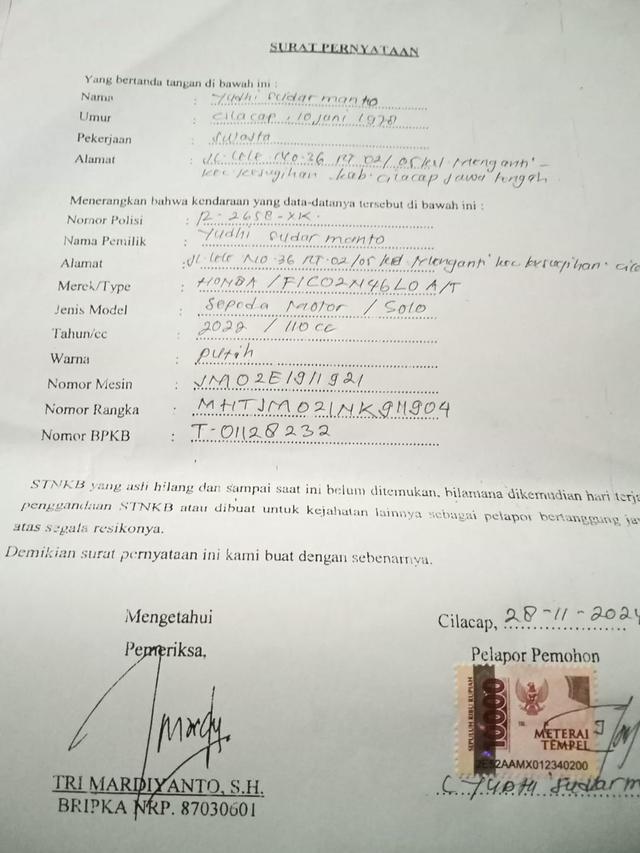 SURAT PERNYATAAN
Yang bertanda tangan di bawah ini :
Nama : Yudhi Sudarmanto
Umur : Cilacap, 10 Juni 1978
Pekerjaan : Swasta
Alamat : JL. Lele No. 36 RT 02/05 Kel Menganti -
Kec Kesugihan Kab. Cilacap Jawa Tengah
Menerangkan bahwa kendaraan yang data-datanya tersebut di bawah ini :
Nomor Polisi : R - 2658 - XK.
Nama Pemilik : Yudhi Sudarmanto
Alamat : JL Lele No. 36 RT. 02/05 Kel Menganti Kec Kesugihan. Cilac
Merek/Type : HONDA / F1C02N46L0 A/T
Jenis Model : Sepeda Motor / Solo
Tahun/cc : 2022 / 110 cc
Warna : Putih
Nomor Mesin : JM02E1911921
Nomor Rangka : MH1JM021NK911904
Nomor BPKB : T-01128232
STNKB yang asli hilang dan sampai saat ini belum ditemukan, bilamana dikemudian hari terja
penggandaan STNKB atau dibuat untuk kejahatan lainnya sebagai pelapor bertanggung jaw
atas segala resikonya.
Demikian surat pernyataan ini kami buat dengan sebenarnya.
Mengetahui
Cilacap, 28-11-2024
Pemeriksa,
Pelapor Pemohon
SEPULUH RIBU RUPIAH
10000
METERAI
TEMPEL
2E52AAMX012340200
TRI MARDIYANTO, S.H.
( Yudhi Sudarm
BRIPKA NRP. 87030601